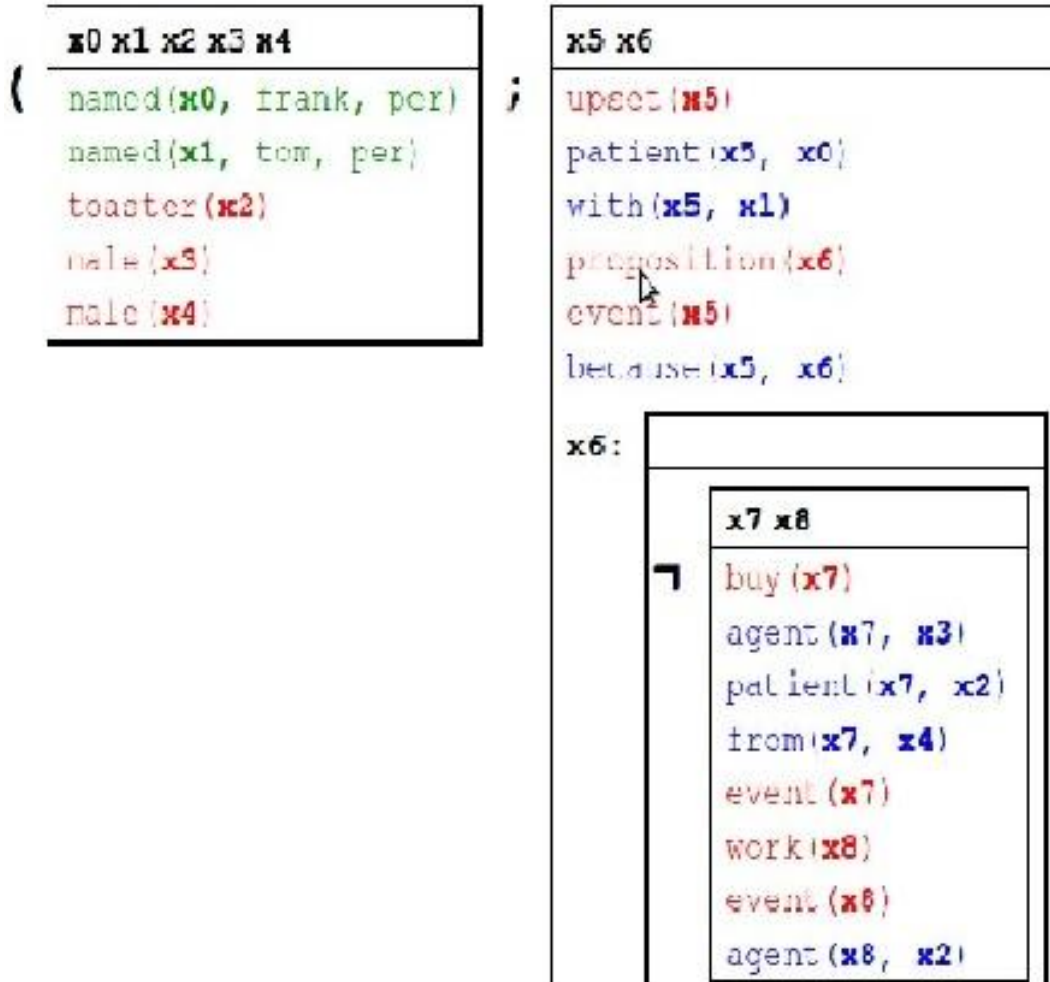 x0 x1 x2 x3 x4
( named(x0, frank, per)
named(x1, tom, per)
toaster(x2)
male(x3)
male(x4)
; x5 x6
upset(x5)
patient(x5, x0)
with(x5, x1)
proposition(x6)
event(x5)
because(x5, x6)
x6:
¬
x7 x8
buy(x7)
agent(x7, x3)
patient(x7, x2)
from(x7, x4)
event(x7)
work(x8)
event(x8)
agent(x8, x2)